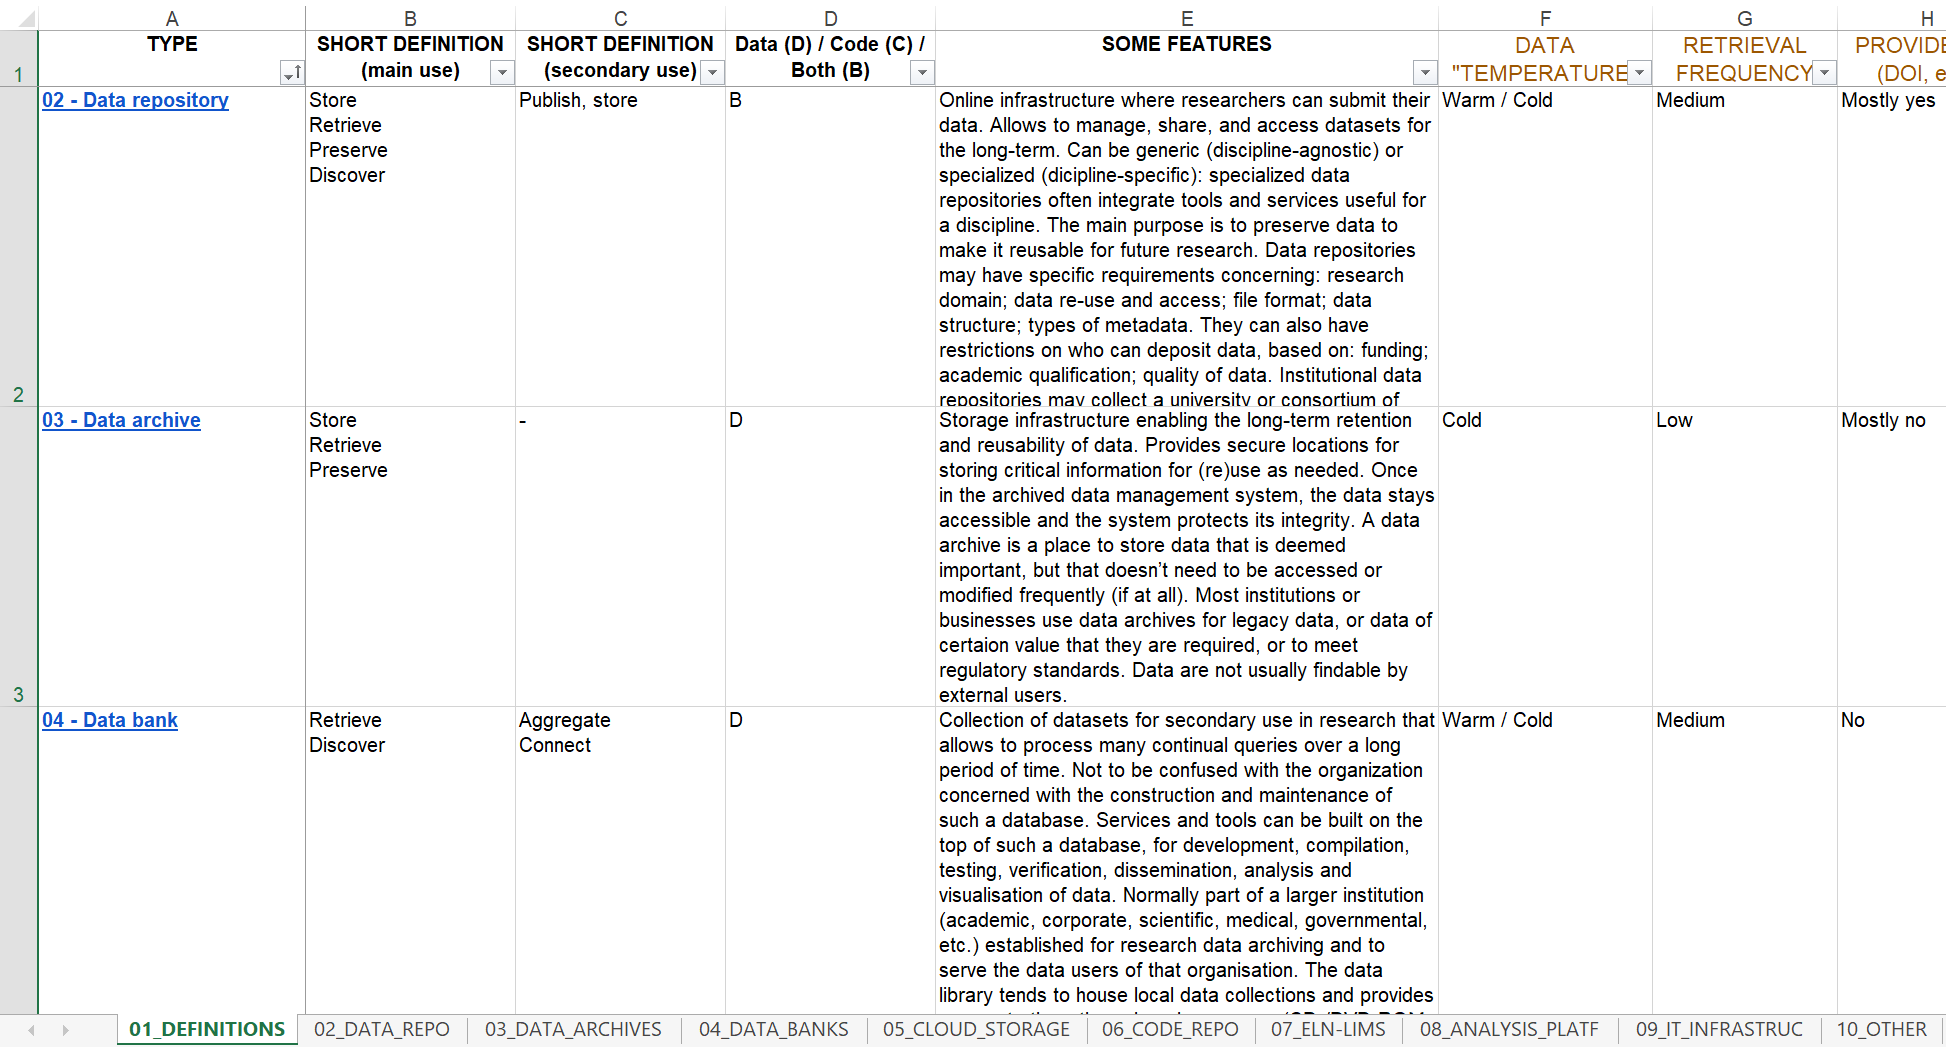 A B C D E F G H
TYPE
SHORT DEFINITION
(main use)
SHORT DEFINITION
(secondary use)
Data (D) / Code (C) /
Both (B)
SOME FEATURES
DATA
"TEMPERATURE
RETRIEVAL
FREQUENCY
PROVIDE
(DOI, e
1
02 - Data repository
Store
Retrieve
Preserve
Discover
Publish, store
B
Online infrastructure where researchers can submit their
data. Allows to manage, share, and access datasets for
the long-term. Can be generic (discipline-agnostic) or
specialized (dicipline-specific): specialized data
repositories often integrate tools and services useful for
a discipline. The main purpose is to preserve data to
make it reusable for future research. Data repositories
may have specific requirements concerning: research
domain; data re-use and access; file format; data
structure; types of metadata. They can also have
restrictions on who can deposit data, based on: funding;
academic qualification; quality of data. Institutional data
repositories may collect a university or consortium of
Warm / Cold
Medium
Mostly yes
2
03 - Data archive
Store
Retrieve
Preserve
-
D
Storage infrastructure enabling the long-term retention
and reusability of data. Provides secure locations for
storing critical information for (re)use as needed. Once
in the archived data management system, the data stays
accessible and the system protects its integrity. A data
archive is a place to store data that is deemed
important, but that doesn’t need to be accessed or
modified frequently (if at all). Most institutions or
businesses use data archives for legacy data, or data of
certaion value that they are required, or to meet
regulatory standards. Data are not usually findable by
external users.
Cold
Low
Mostly no
3
04 - Data bank
Retrieve
Discover
Aggregate
Connect
D
Collection of datasets for secondary use in research that
allows to process many continual queries over a long
period of time. Not to be confused with the organization
concerned with the construction and maintenance of
such a database. Services and tools can be built on the
top of such a database, for development, compilation,
testing, verification, dissemination, analysis and
visualisation of data. Normally part of a larger institution
(academic, corporate, scientific, medical, governmental,
etc.) established for research data archiving and to
serve the data users of that organisation. The data
library tends to house local data collections and provides
Warm / Cold
Medium
No
01_DEFINITIONS 02_DATA_REPO 03_DATA_ARCHIVES 04_DATA_BANKS 05_CLOUD_STORAGE 06_CODE_REPO 07_ELN-LIMS 08_ANALYSIS_PLATF 09_IT_INFRASTRUC 10_OTHER